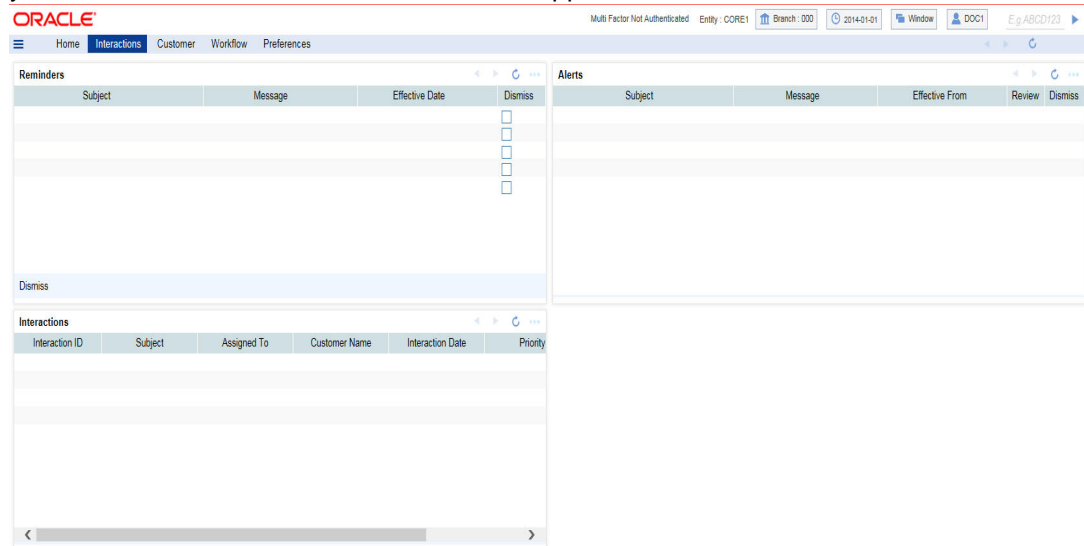 ORACLE
Multi Factor Not Authenticated Entity : CORE1 Branch : 000 2014-01-01 Window DOC1 E.g.ABCD123
Home Interactions Customer Workflow Preferences
Reminders
Subject Message Effective Date Dismiss
Dismiss
Alerts
Subject Message Effective From Review Dismiss
Interactions
Interaction ID Subject Assigned To Customer Name Interaction Date Priority